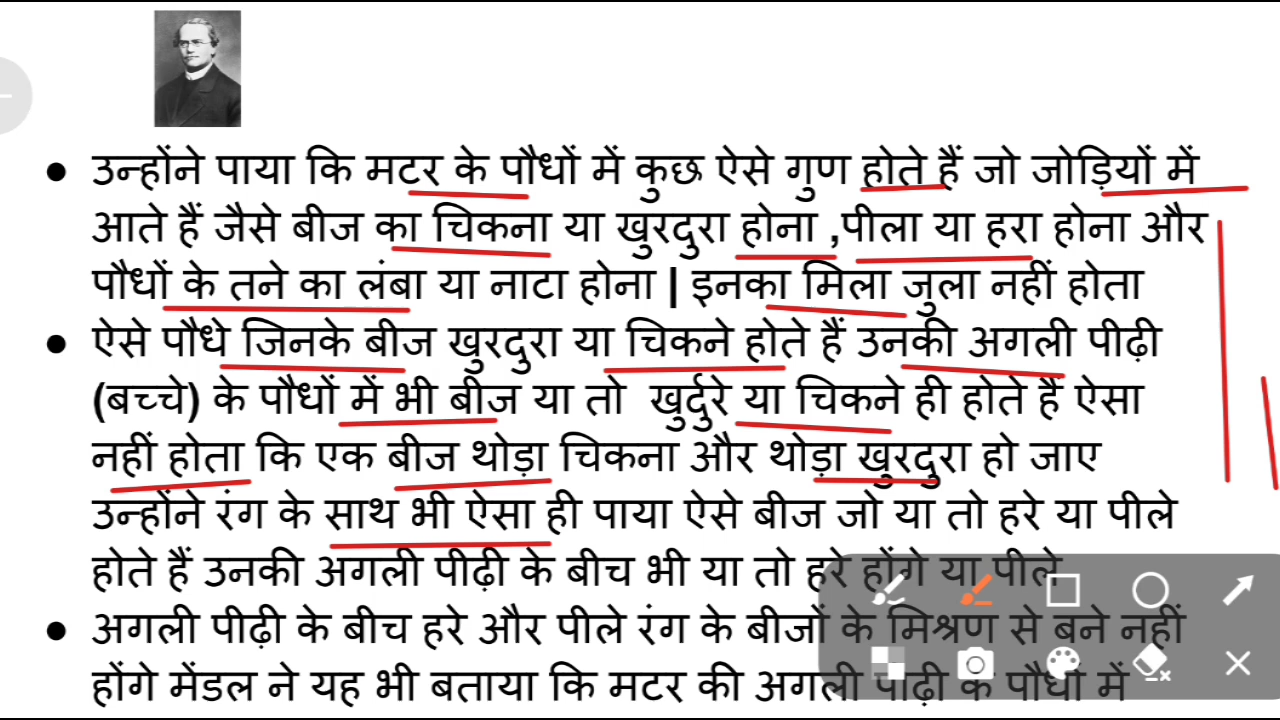 ● उन्होंने पाया कि मटर के पौधों में कुछ ऐसे गुण होते हैं जो जोड़ियों में
आते हैं जैसे बीज का चिकना या खुरदुरा होना ,पीला या हरा होना और
पौधों के तने का लंबा या नाटा होना | इनका मिला जुला नहीं होता
● ऐसे पौधे जिनके बीज खुरदुरा या चिकने होते हैं उनकी अगली पीढ़ी
(बच्चे) के पौधों में भी बीज या तो खुर्दुरे या चिकने ही होते हैं ऐसा
नहीं होता कि एक बीज थोड़ा चिकना और थोड़ा खुरदुरा हो जाए
उन्होंने रंग के साथ भी ऐसा ही पाया ऐसे बीज जो या तो हरे या पीले
होते हैं उनकी अगली पीढ़ी के बीच भी या तो हरे होंगे या पीले
● अगली पीढ़ी के बीच हरे और पीले रंग के बीजों के मिश्रण से बने नहीं
होंगे मेंडल ने यह भी बताया कि मटर की अगली पीढ़ी के पौधों में